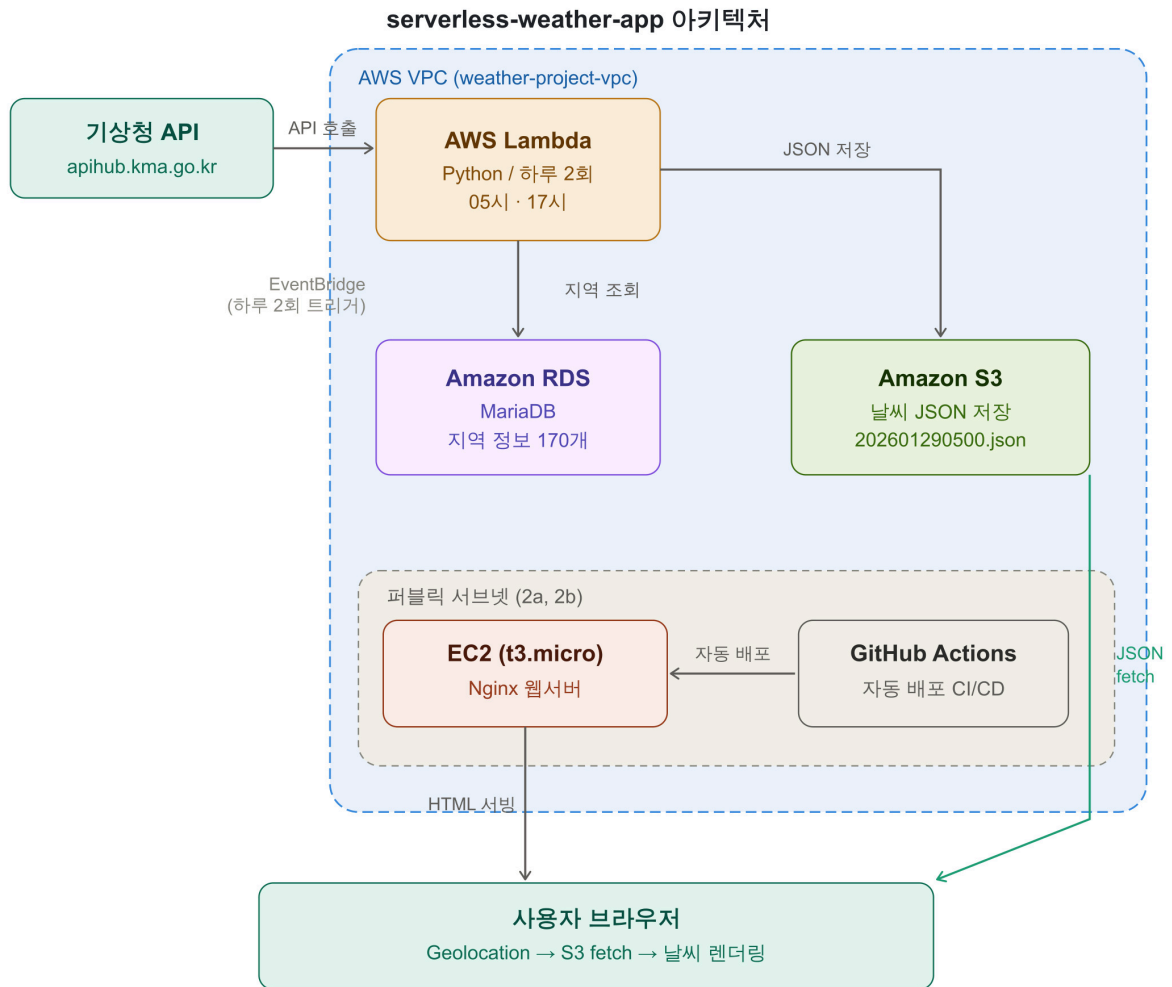 serverless-weather-app 아키텍처
AWS VPC (weather-project-vpc)
기상청 API
apihub.kma.go.kr
API 호출
AWS Lambda
Python / 하루 2회
05시 · 17시
JSON 저장
EventBridge
(하루 2회 트리거)
지역 조회
Amazon RDS
MariaDB
지역 정보 170개
Amazon S3
날씨 JSON 저장
202601290500.json
퍼블릭 서브넷 (2a, 2b)
EC2 (t3.micro)
Nginx 웹서버
자동 배포
GitHub Actions
자동 배포 CI/CD
JSON
fetch
HTML 서빙
사용자 브라우저
Geolocation → S3 fetch → 날씨 렌더링